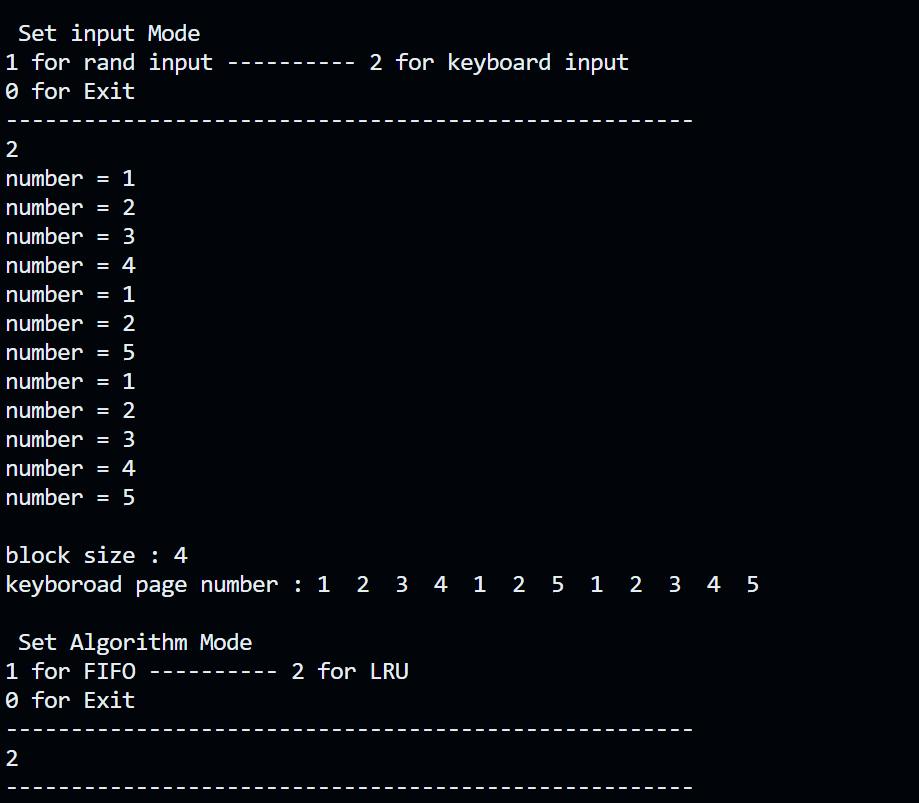 Set input Mode
1 for rand input ---------- 2 for keyboard input
0 for Exit
-----------------------------------------------------
2
number = 1
number = 2
number = 3
number = 4
number = 1
number = 2
number = 5
number = 1
number = 2
number = 3
number = 4
number = 5
block size : 4
keyboroad page number : 1  2  3  4  1  2  5  1  2  3  4  5
Set Algorithm Mode
1 for FIFO ---------- 2 for LRU
0 for Exit
-----------------------------------------------------
2
-----------------------------------------------------